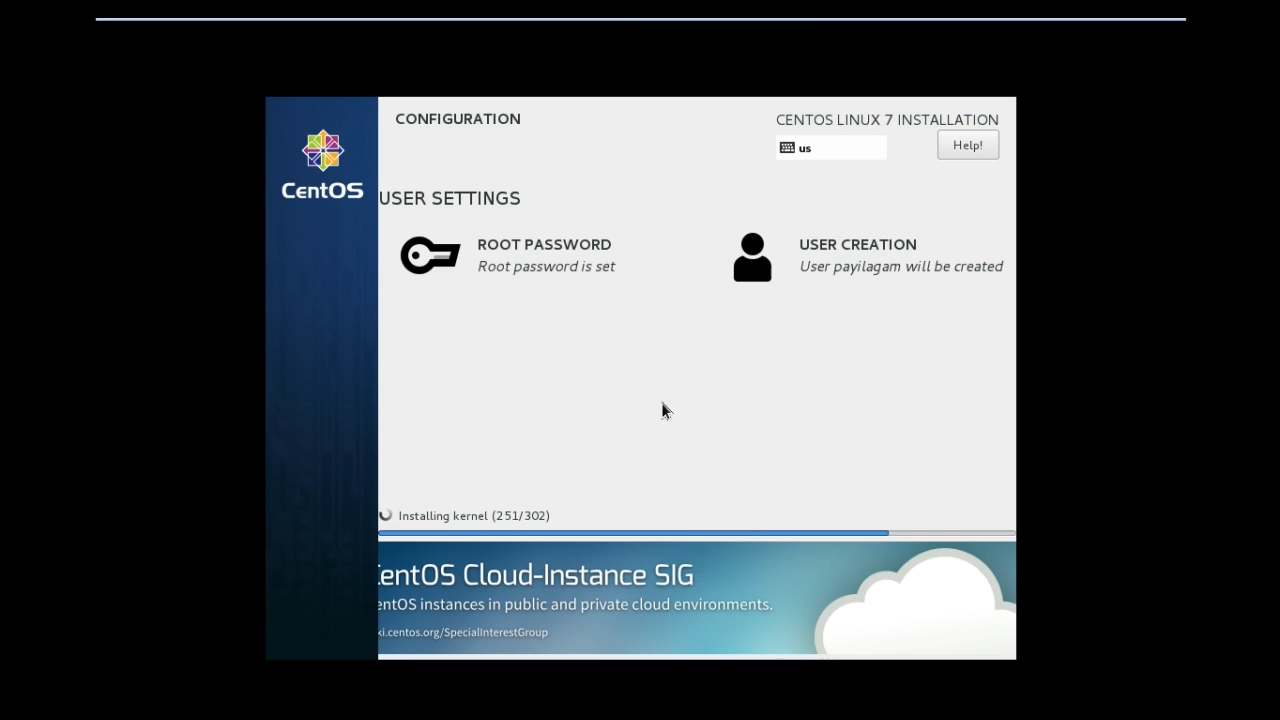 CONFIGURATION
CENTOS LINUX 7 INSTALLATION
us
Help!
CentOS
USER SETTINGS
ROOT PASSWORD
Root password is set
USER CREATION
User payilagam will be created
Installing kernel (251/302)
CentOS Cloud-Instance SIG
entOS instances in public and private cloud environments.
ki.centos.org/SpecialInterestGroup